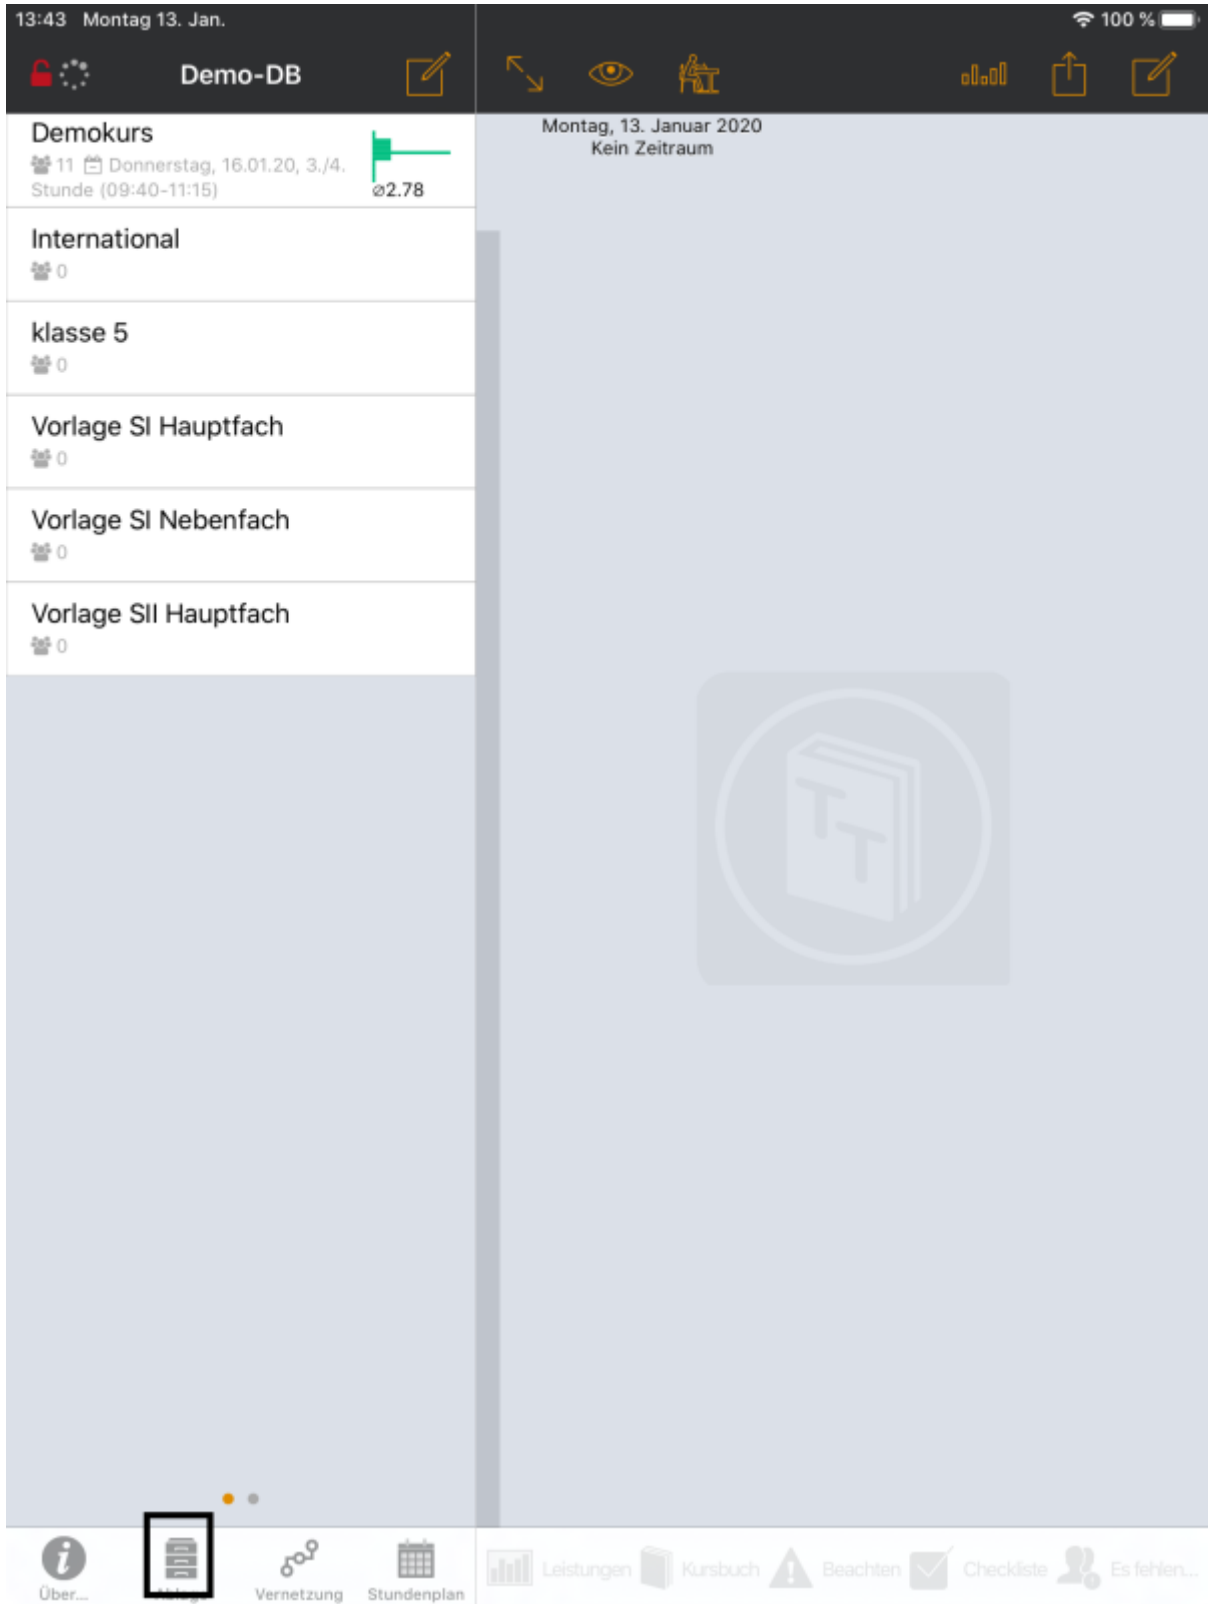 13:43 Montag 13. Jan.
100 %
Demo-DB
Demokurs
11 Donnerstag, 16.01.20, 3./4.
Stunde (09:40-11:15)
⌀2.78
International
0
klasse 5
0
Vorlage SI Hauptfach
0
Vorlage SI Nebenfach
0
Vorlage SII Hauptfach
0
Montag, 13. Januar 2020
Kein Zeitraum
TT
Über...
Ablage
Vernetzung
Stundenplan
Leistungen
Kursbuch
Beachten
Checkliste
Es fehlen...